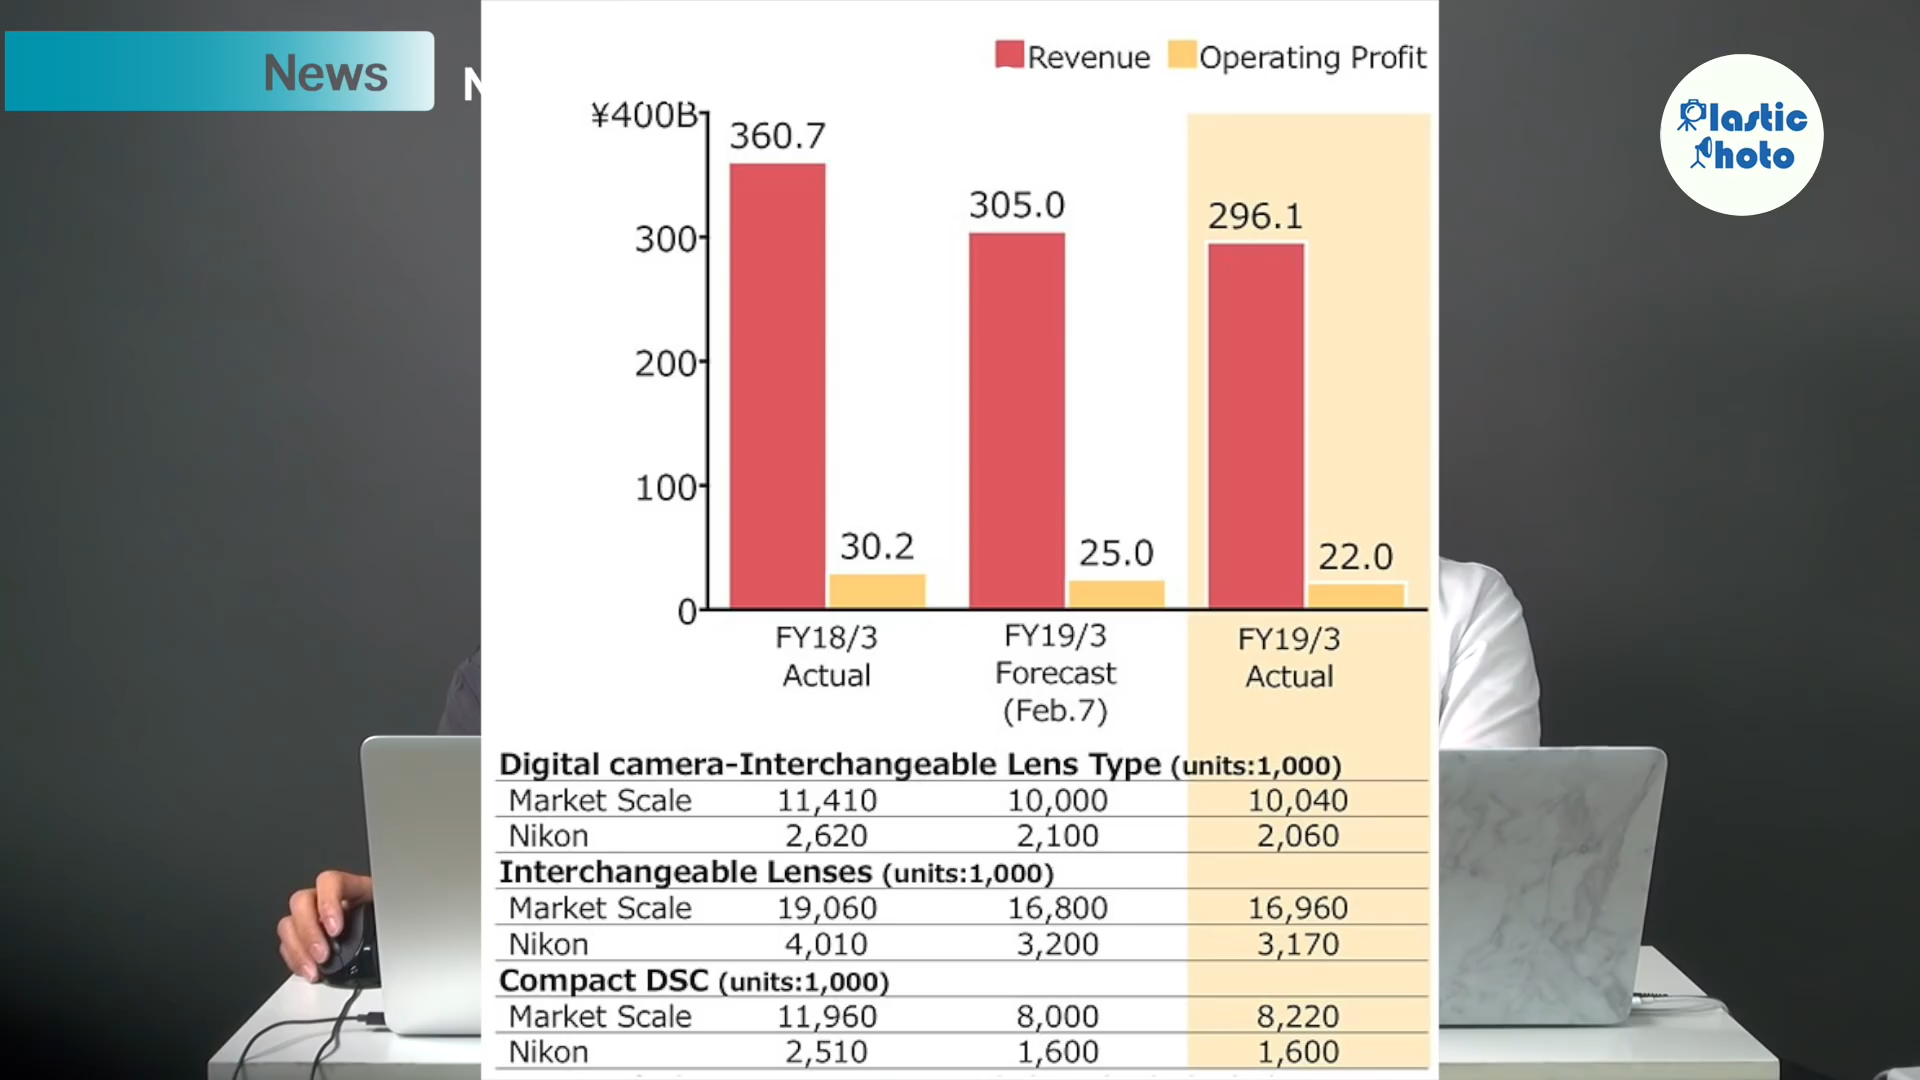 News
N
Plastic
Photo
Revenue Operating Profit
¥400B
300
200
100
0
360.7
30.2
305.0
25.0
296.1
22.0
FY18/3
Actual
FY19/3
Forecast
(Feb.7)
FY19/3
Actual
Digital camera-Interchangeable Lens Type (units:1,000)
Market Scale 11,410 10,000 10,040
Nikon 2,620 2,100 2,060
Interchangeable Lenses (units:1,000)
Market Scale 19,060 16,800 16,960
Nikon 4,010 3,200 3,170
Compact DSC (units:1,000)
Market Scale 11,960 8,000 8,220
Nikon 2,510 1,600 1,600